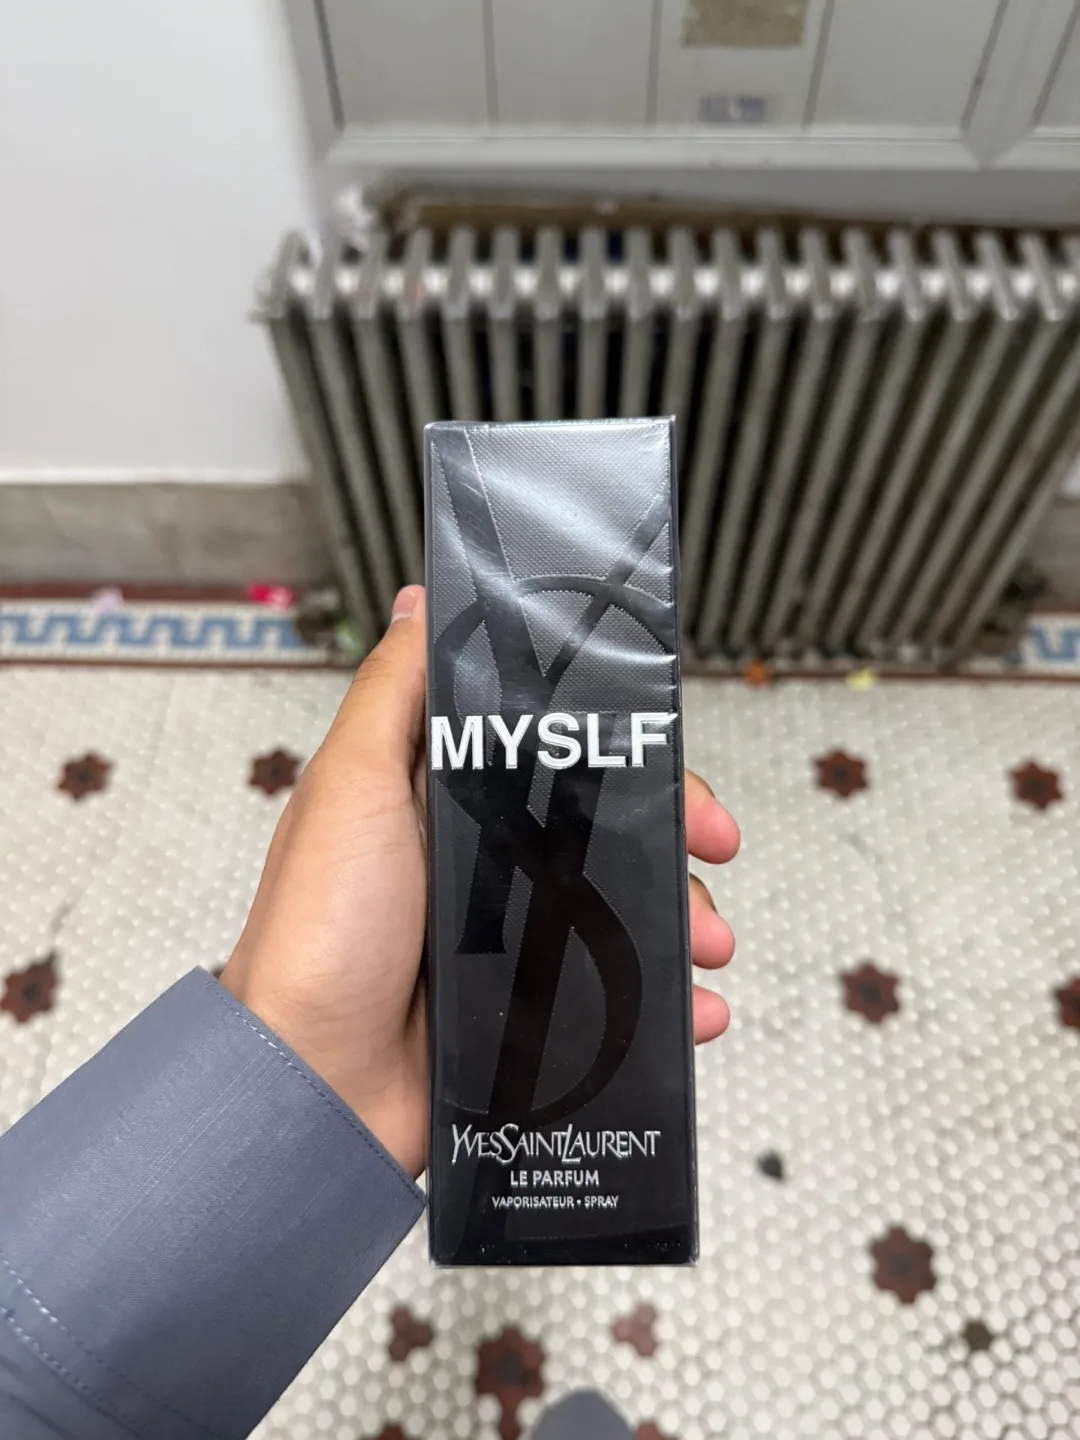 MYSLF
YVESSAINTLAURENT
LE PARFUM
VAPORISATEUR • SPRAY